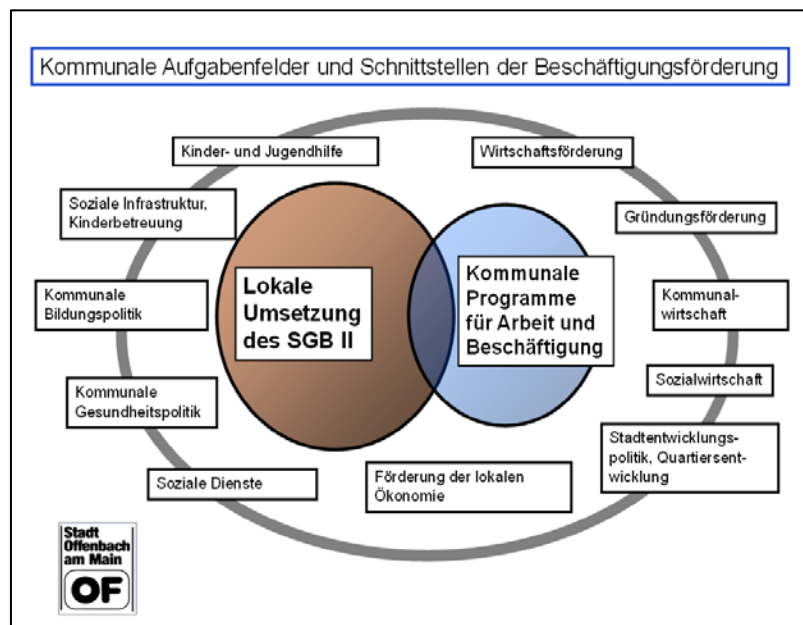 Kommunale Aufgabenfelder und Schnittstellen der Beschäftigungsförderung
Kinder- und Jugendhilfe
Wirtschaftsförderung
Soziale Infrastruktur,
Kinderbetreuung
Gründungsförderung
Lokale
Umsetzung
des SGB II
Kommunale
Programme
für Arbeit und
Beschäftigung
Kommunale
Bildungspolitik
Kommunal-
wirtschaft
Kommunale
Gesundheitspolitik
Sozialwirtschaft
Stadtentwicklungs-
politik, Quartiersent-
wicklung
Soziale Dienste
Förderung der lokalen
Ökonomie
Stadt
Offenbach
am Main
OF